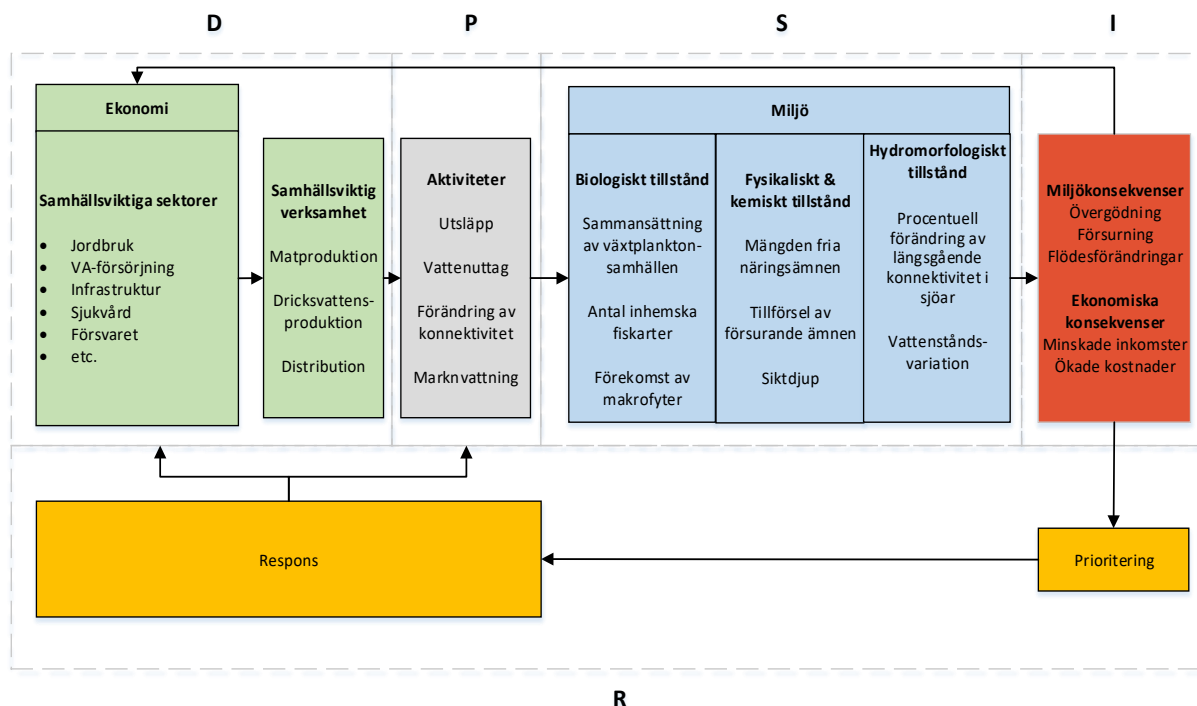 D
P
S
I
Ekonomi
Samhällsviktiga sektorer
• Jordbruk
• VA-försörjning
• Infrastruktur
• Sjukvård
• Försvaret
• etc.
Samhällsviktig
verksamhet
Matproduktion
Dricksvattens-
produktion
Distribution
Aktiviteter
Utsläpp
Vattenuttag
Förändring av
konnektivitet
Marknvattning
Miljö
Biologiskt tillstånd
Sammansättning
av växtplankton-
samhällen
Antal inhemska
fiskarter
Förekomst av
makrofyter
Fysikaliskt &
kemiskt tillstånd
Mängden fria
näringsämnen
Tillförsel av
försurande ämnen
Siktdjup
Hydromorfologiskt
tillstånd
Procentuell
förändring av
längsgående
konnektivitet i
sjöar
Vattenstånds-
variation
Miljökonsekvenser
Övergödning
Försurning
Flödesförändringar
Ekonomiska
konsekvenser
Minskade inkomster
Ökade kostnader
Respons
Prioritering
R